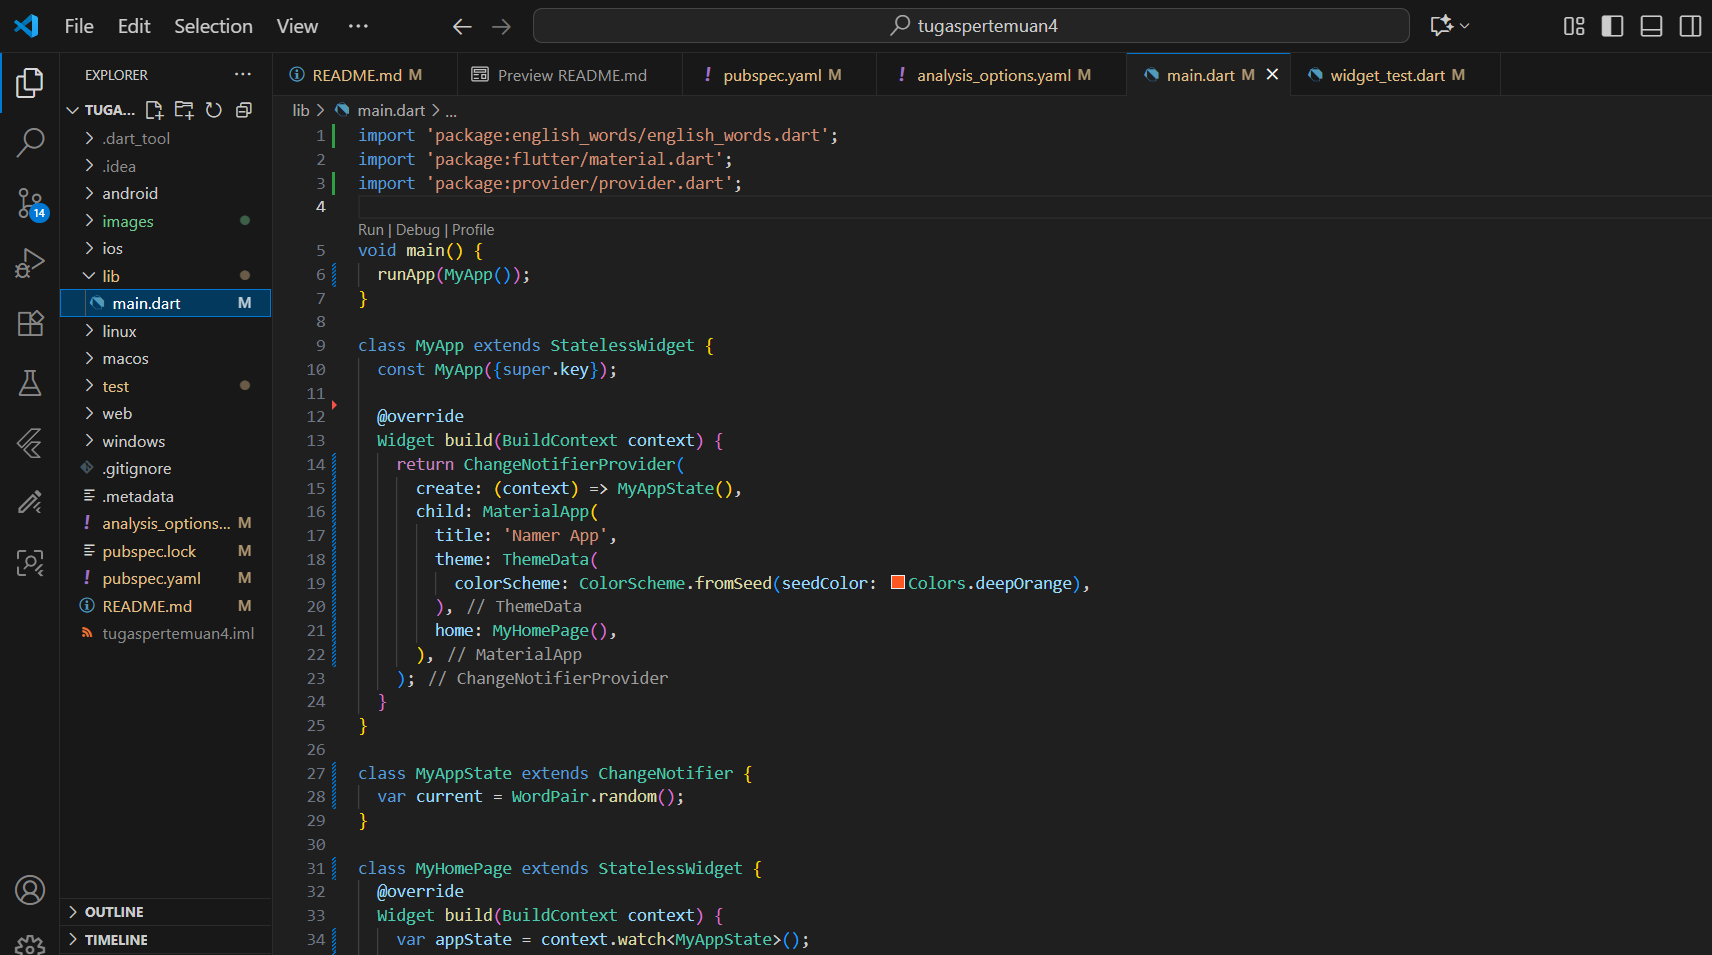 File Edit Selection View ··· tugaspertemuan4
EXPLORER ···
TUGA...
.dart_tool
.idea
android
images
ios
lib
main.dart M
linux
macos
test
web
windows
.gitignore
.metadata
analysis_options... M
pubspec.lock M
pubspec.yaml M
README.md M
tugaspertemuan4.iml
OUTLINE
TIMELINE
14
README.md M Preview README.md ! pubspec.yaml M ! analysis_options.yaml M main.dart M widget_test.dart M
lib > main.dart > ...
1 import 'package:english_words/english_words.dart';
2 import 'package:flutter/material.dart';
3 import 'package:provider/provider.dart';
4
Run | Debug | Profile
5 void main() {
6 runApp(MyApp());
7 }
8
9 class MyApp extends StatelessWidget {
10 const MyApp({super.key});
11
12 @override
13 Widget build(BuildContext context) {
14 return ChangeNotifierProvider(
15 create: (context) => MyAppState(),
16 child: MaterialApp(
17 title: 'Namer App',
18 theme: ThemeData(
19 colorScheme: ColorScheme.fromSeed(seedColor: Colors.deepOrange),
20 ), // ThemeData
21 home: MyHomePage(),
22 ), // MaterialApp
23 ); // ChangeNotifierProvider
24 }
25 }
26
27 class MyAppState extends ChangeNotifier {
28 var current = WordPair.random();
29 }
30
31 class MyHomePage extends StatelessWidget {
32 @override
33 Widget build(BuildContext context) {
34 var appState = context.watch<MyAppState>();